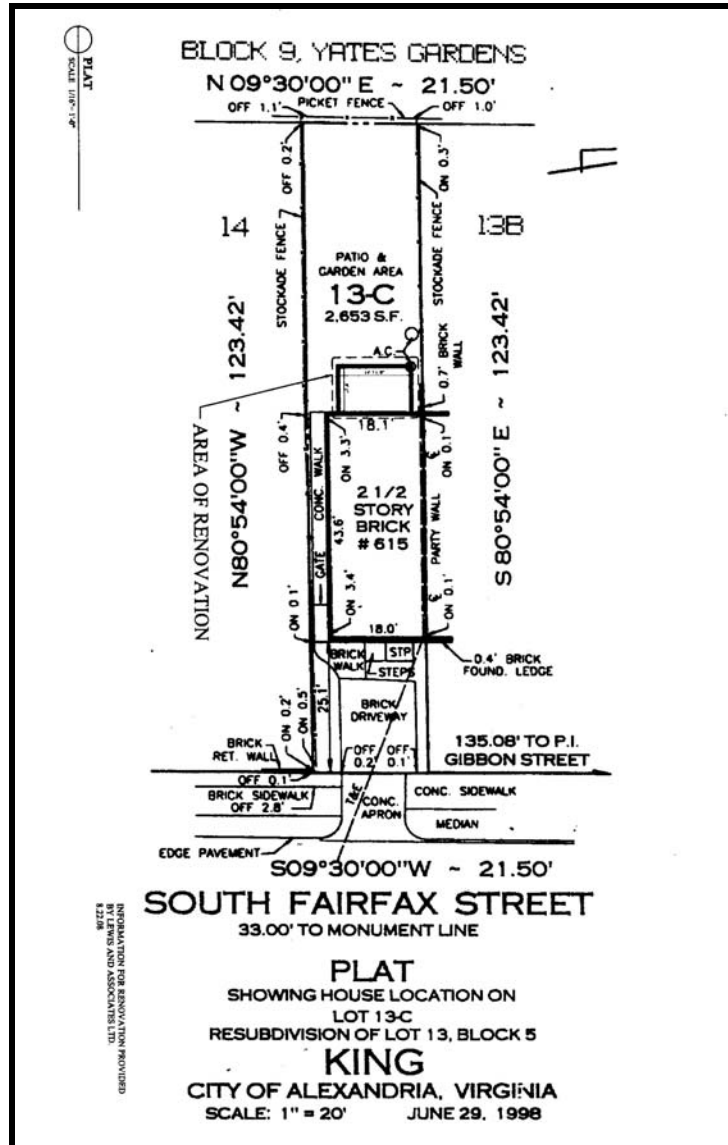 BLOCK 9, YATES GARDENS
N 09°30'00" E ~ 21.50'
PLAT
SCALE 1/16"=1'-0"
OFF 1.1'
PICKET FENCE
OFF 1.0'
OFF 0.2'
ON 0.3'
14
13B
STOCKADE FENCE
STOCKADE FENCE
PATIO &
GARDEN AREA
13-C
2,653 S.F.
A.C.
N80°54'00"W ~ 123.42'
S 80°54'00" E ~ 123.42'
0.7' BRICK
WALL
AREA OF RENOVATION
OFF 0.4'
18.1'
ON 3.3'
ON 0.1'
CONC. WALK
GATE
43.6'
2 1/2
STORY
BRICK
# 615
PARTY WALL
℄
℄
ON 3.4'
ON 0.1'
ON 0.1'
18.0'
BRICK
WALK
STP
STEPS
0.4' BRICK
FOUND. LEDGE
25.1'
BRICK
DRIVEWAY
ON 0.2'
ON 0.5'
BRICK
RET. WALL
OFF
0.2'
OFF
0.1'
135.08' TO P.I.
GIBBON STREET
OFF 0.1'
BRICK SIDEWALK
OFF 2.8'
T&E
CONC.
APRON
CONC. SIDEWALK
MEDIAN
EDGE PAVEMENT
S09°30'00"W ~ 21.50'
SOUTH FAIRFAX STREET
33.00' TO MONUMENT LINE
PLAT
SHOWING HOUSE LOCATION ON
LOT 13-C
RESUBDIVISION OF LOT 13, BLOCK 5
KING
CITY OF ALEXANDRIA, VIRGINIA
SCALE: 1" = 20' JUNE 29, 1998
INFORMATION FOR RENOVATION PROVIDED
BY LEWIS AND ASSOCIATES LTD.
8.22.08